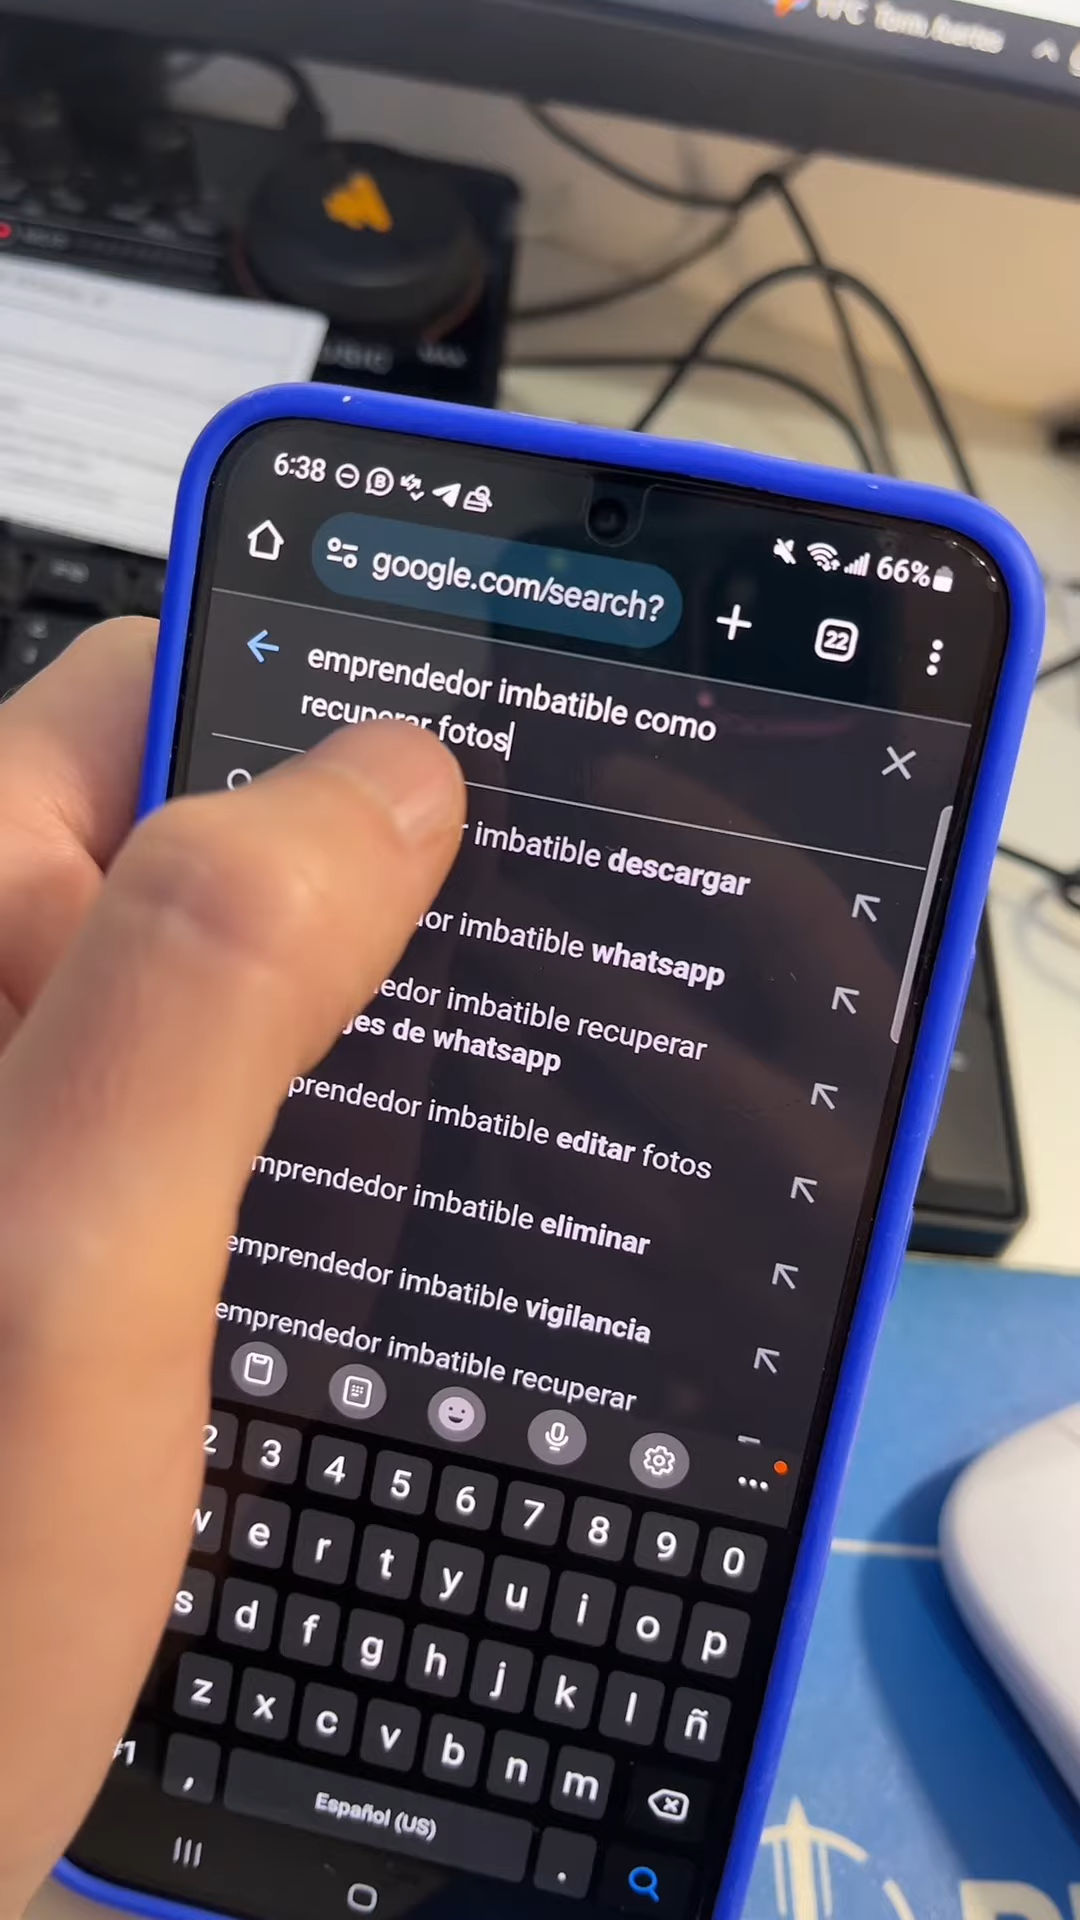 6:38
66%
google.com/search?
22
emprendedor imbatible como
recuperar fotos
imbatible descargar
imbatible whatsapp
imbatible recuperar
de whatsapp
imbatible editar fotos
imbatible eliminar
emprendedor imbatible vigilancia
emprendedor imbatible recuperar
2 3 4 5 6 7 8 9 0
e r t y u i o p
s d f g h j k l ñ
z x c v b n m
, Español (US) .